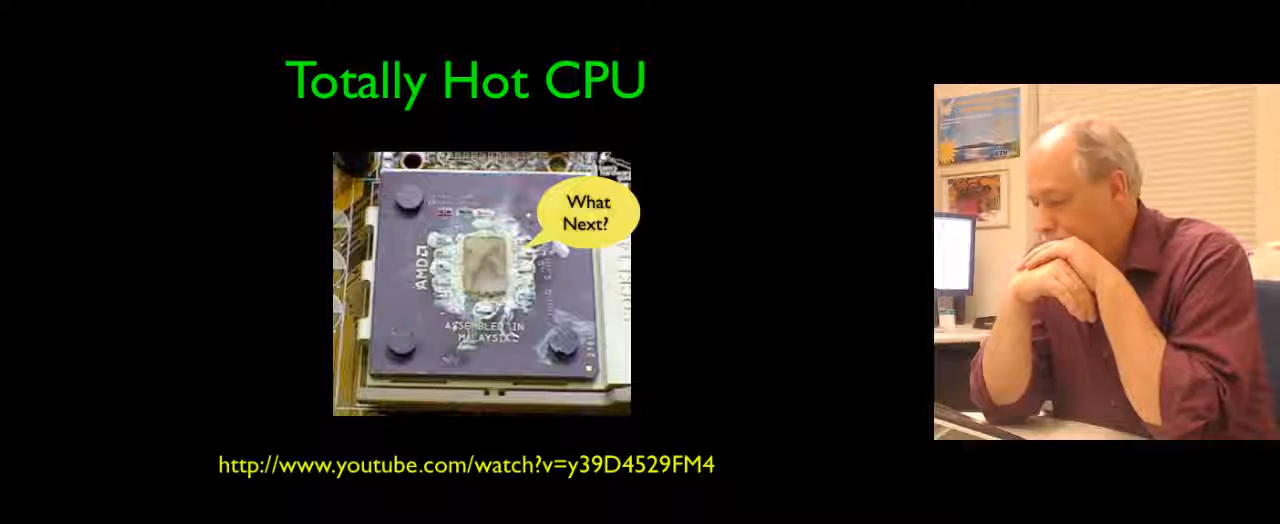 Totally Hot CPU
What
Next?
AMD
ASSEMBLED IN
MALAYSIA
http://www.youtube.com/watch?v=y39D4529FM4